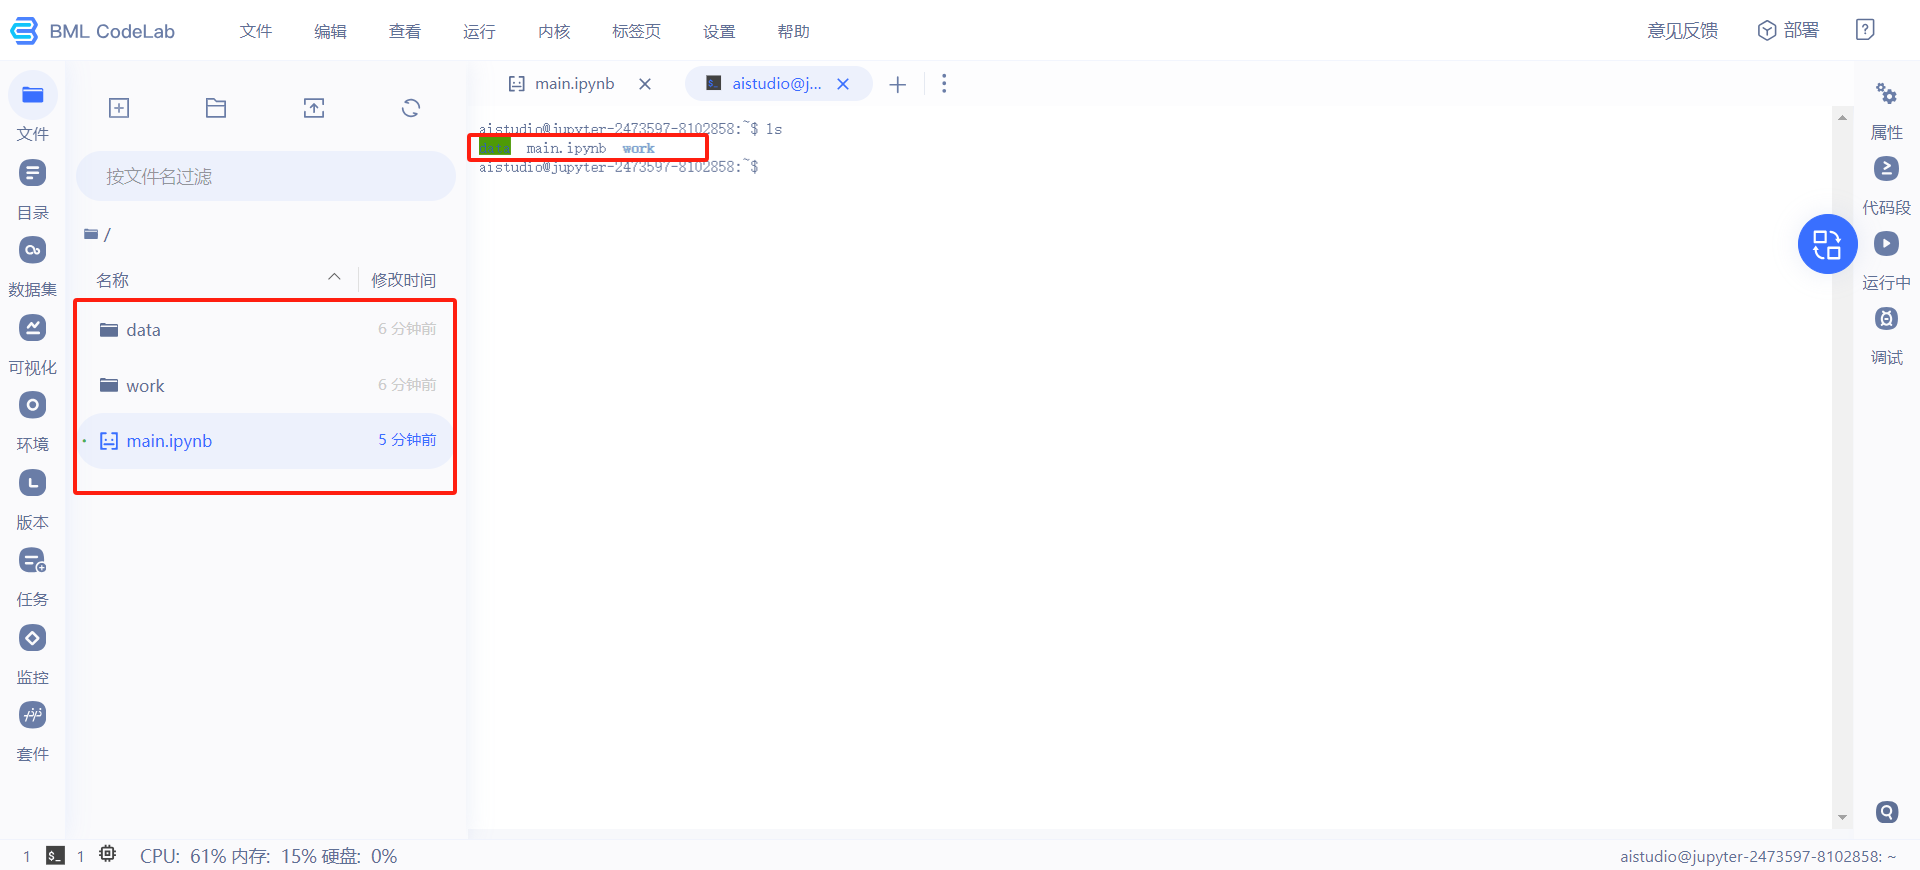 BML CodeLab
文件 编辑 查看 运行 内核 标签页 设置 帮助
意见反馈 部署
文件
目录
数据集
可视化
环境
版本
任务
监控
套件
按文件名过滤
/
名称 修改时间
data 6 分钟前
work 6 分钟前
main.ipynb 5 分钟前
main.ipynb aistudio@j...
aistudio@jupyter-2473597-8102858:~$ ls
data main.ipynb work
aistudio@jupyter-2473597-8102858:~$
属性
代码段
运行中
调试
1 $_ 1 CPU: 61% 内存: 15% 硬盘: 0%
aistudio@jupyter-2473597-8102858: ~